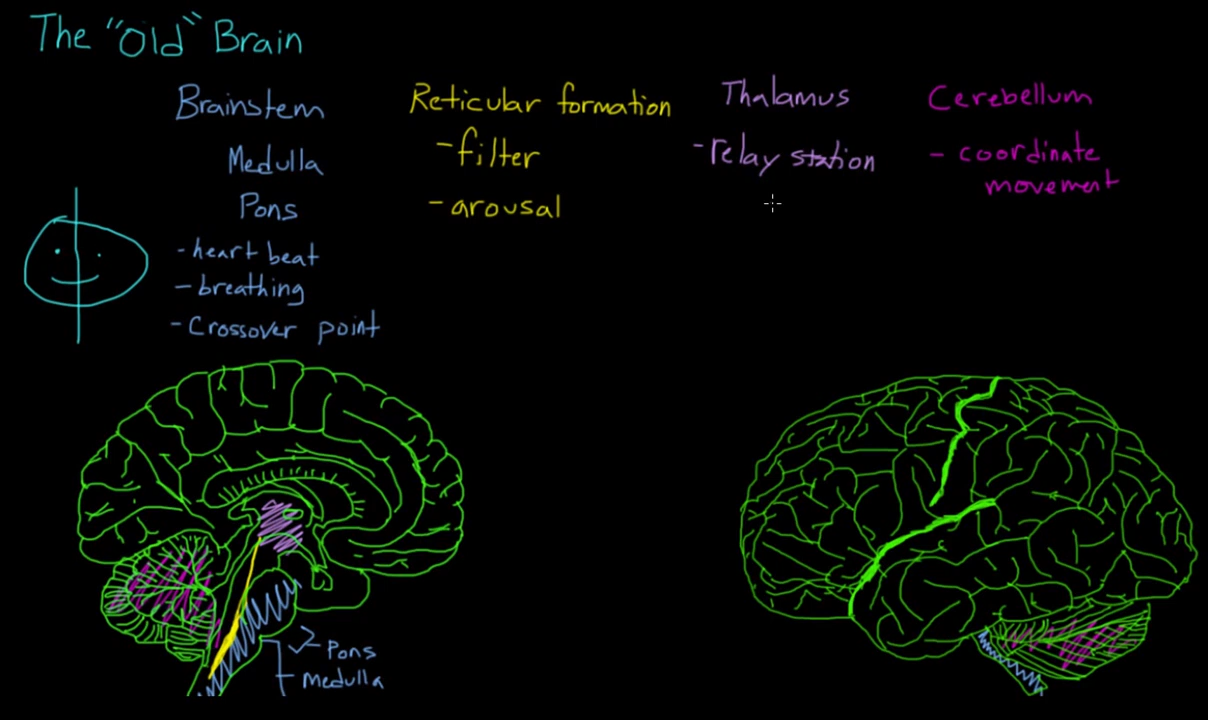 The "Old" Brain
Brainstem
Medulla
Pons
- heart beat
- breathing
- Crossover point
Reticular formation
- filter
- arousal
Thalamus
- relay station
Cerebellum
- coordinate
movement
Pons
medulla